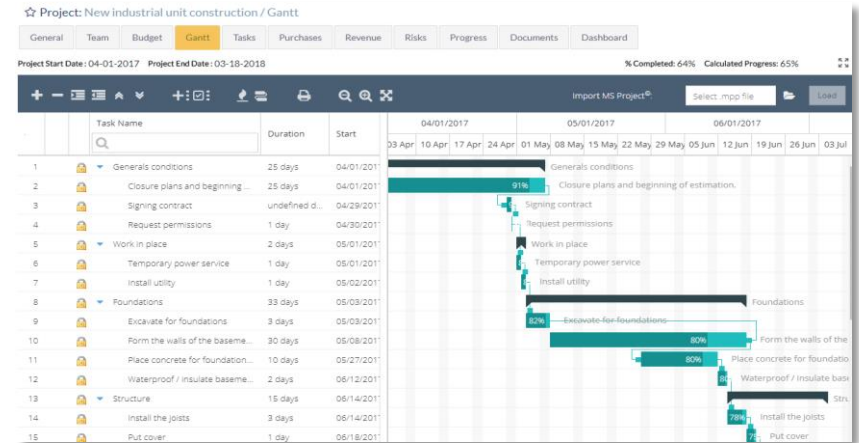 Project: New industrial unit construction / Gantt
General Team Budget Gantt Tasks Purchases Revenue Risks Progress Documents Dashboard
Project Start Date: 04-01-2017 Project End Date: 03-18-2018 % Completed: 64% Calculated Progress: 65%
Import MS Project©: Select .mpp file Load
Task Name Duration Start 04/01/2017 05/01/2017 06/01/2017
03 Apr 10 Apr 17 Apr 24 Apr 01 May 08 May 15 May 22 May 29 May 05 Jun 12 Jun 19 Jun 26 Jun 03 Jul
1 Generals conditions 25 days 04/01/201 Generals conditions
2 Closure plans and beginning ... 25 days 04/01/201 91% Closure plans and beginning of estimation.
3 Signing contract undefined d... 04/29/201 Signing contract
4 Request permissions 1 day 04/30/201 Request permissions
5 Work in place 2 days 05/01/201 Work in place
6 Temporary power service 1 day 05/01/201 Temporary power service
7 Install utility 1 day 05/02/201 Install utility
8 Foundations 33 days 05/03/201 Foundations
9 Excavate for foundations 3 days 05/03/201 82% Excavate for foundations
10 Form the walls of the baseme... 30 days 05/08/201 80% Form the walls of the
11 Place concrete for foundation... 10 days 05/27/201 80% Place concrete for foundatio
12 Waterproof / insulate baseme... 2 days 06/12/201 Waterproof / insulate base
13 Structure 15 days 06/14/201 Stru
14 Install the joists 3 days 06/14/201 78% Install the joists
15 Put cover 1 day 06/18/201 Put cover